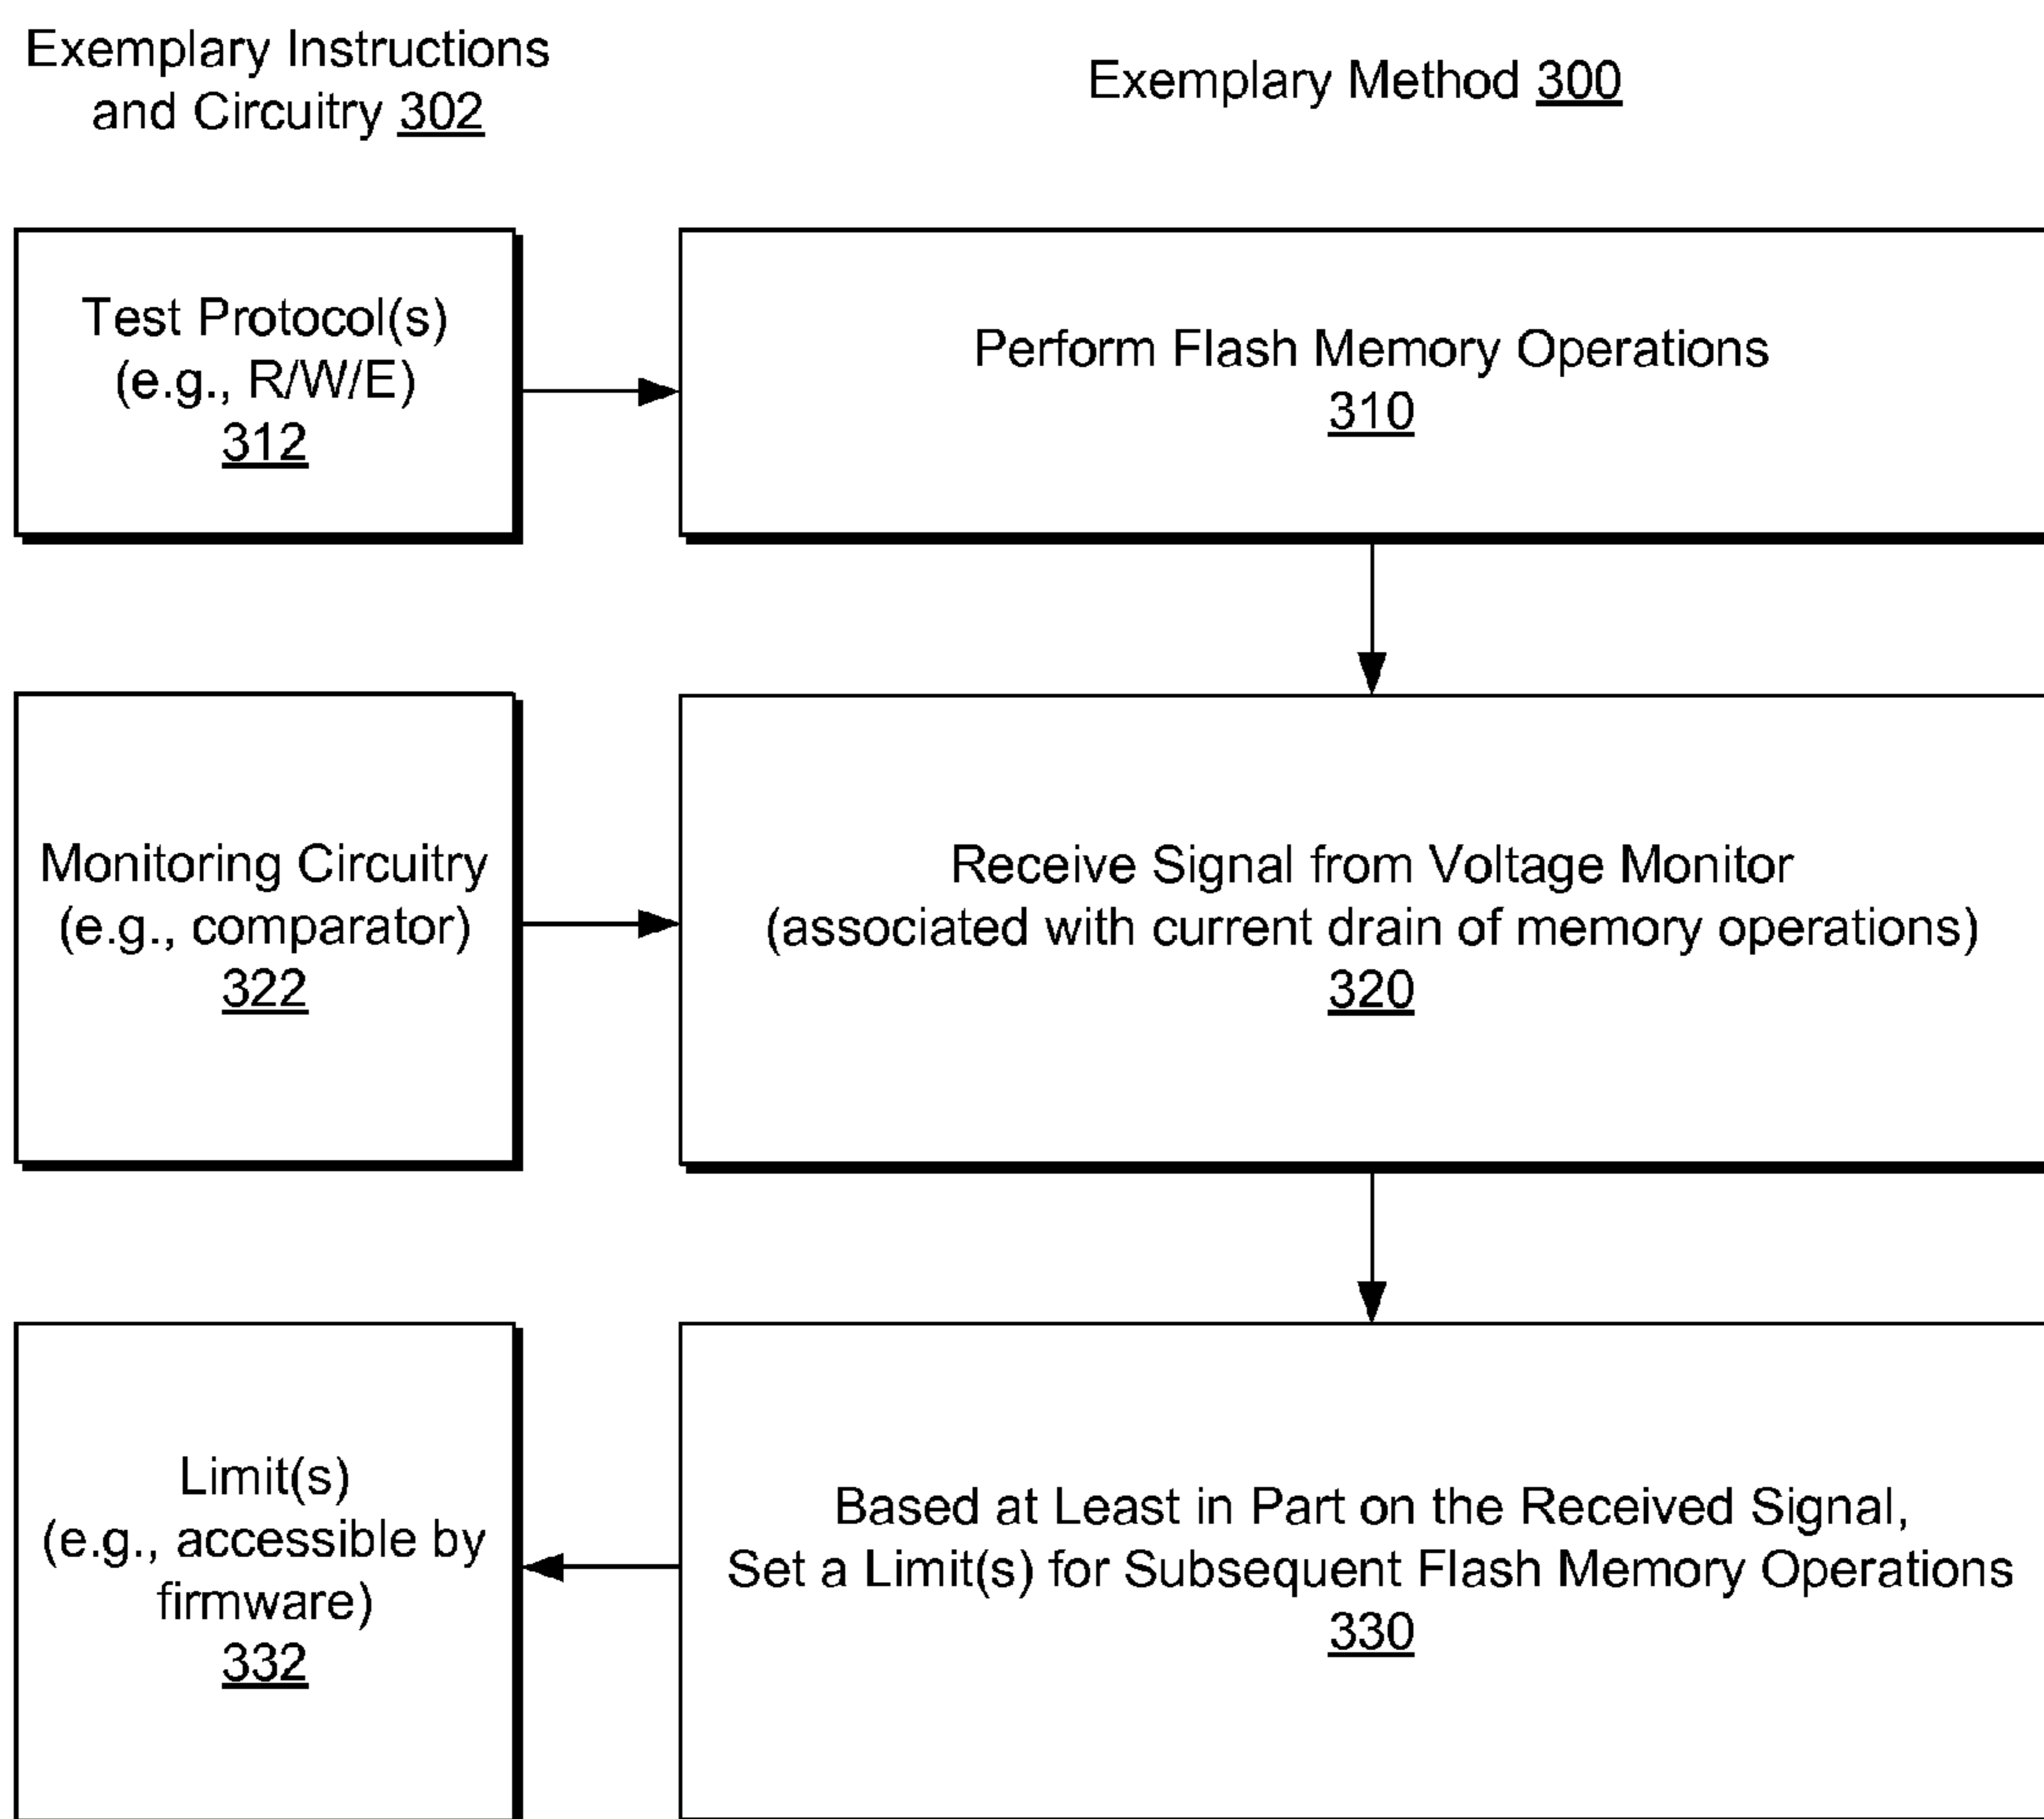 Exemplary Instructions
and Circuitry 302
Exemplary Method 300
Test Protocol(s)
(e.g., R/W/E)
312
Perform Flash Memory Operations
310
Monitoring Circuitry
(e.g., comparator)
322
Receive Signal from Voltage Monitor
(associated with current drain of memory operations)
320
Limit(s)
(e.g., accessible by
firmware)
332
Based at Least in Part on the Received Signal,
Set a Limit(s) for Subsequent Flash Memory Operations
330